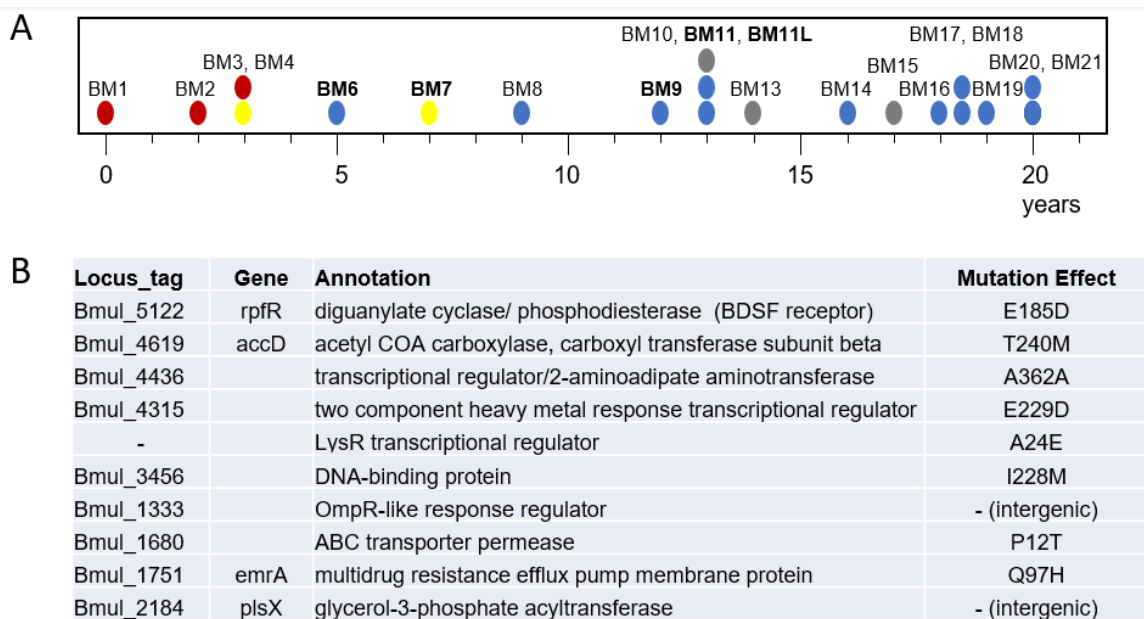 A
BM10, BM11, BM11L BM17, BM18
BM3, BM4 BM15 BM20, BM21
BM1 BM2 BM6 BM7 BM8 BM9 BM13 BM14 BM16 BM19
0 5 10 15 20
years
B
Locus_tag Gene Annotation Mutation Effect
Bmul_5122 rpfR diguanylate cyclase/ phosphodiesterase (BDSF receptor) E185D
Bmul_4619 accD acetyl COA carboxylase, carboxyl transferase subunit beta T240M
Bmul_4436 transcriptional regulator/2-aminoadipate aminotransferase A362A
Bmul_4315 two component heavy metal response transcriptional regulator E229D
- LysR transcriptional regulator A24E
Bmul_3456 DNA-binding protein I228M
Bmul_1333 OmpR-like response regulator - (intergenic)
Bmul_1680 ABC transporter permease P12T
Bmul_1751 emrA multidrug resistance efflux pump membrane protein Q97H
Bmul_2184 plsX glycerol-3-phosphate acyltransferase - (intergenic)